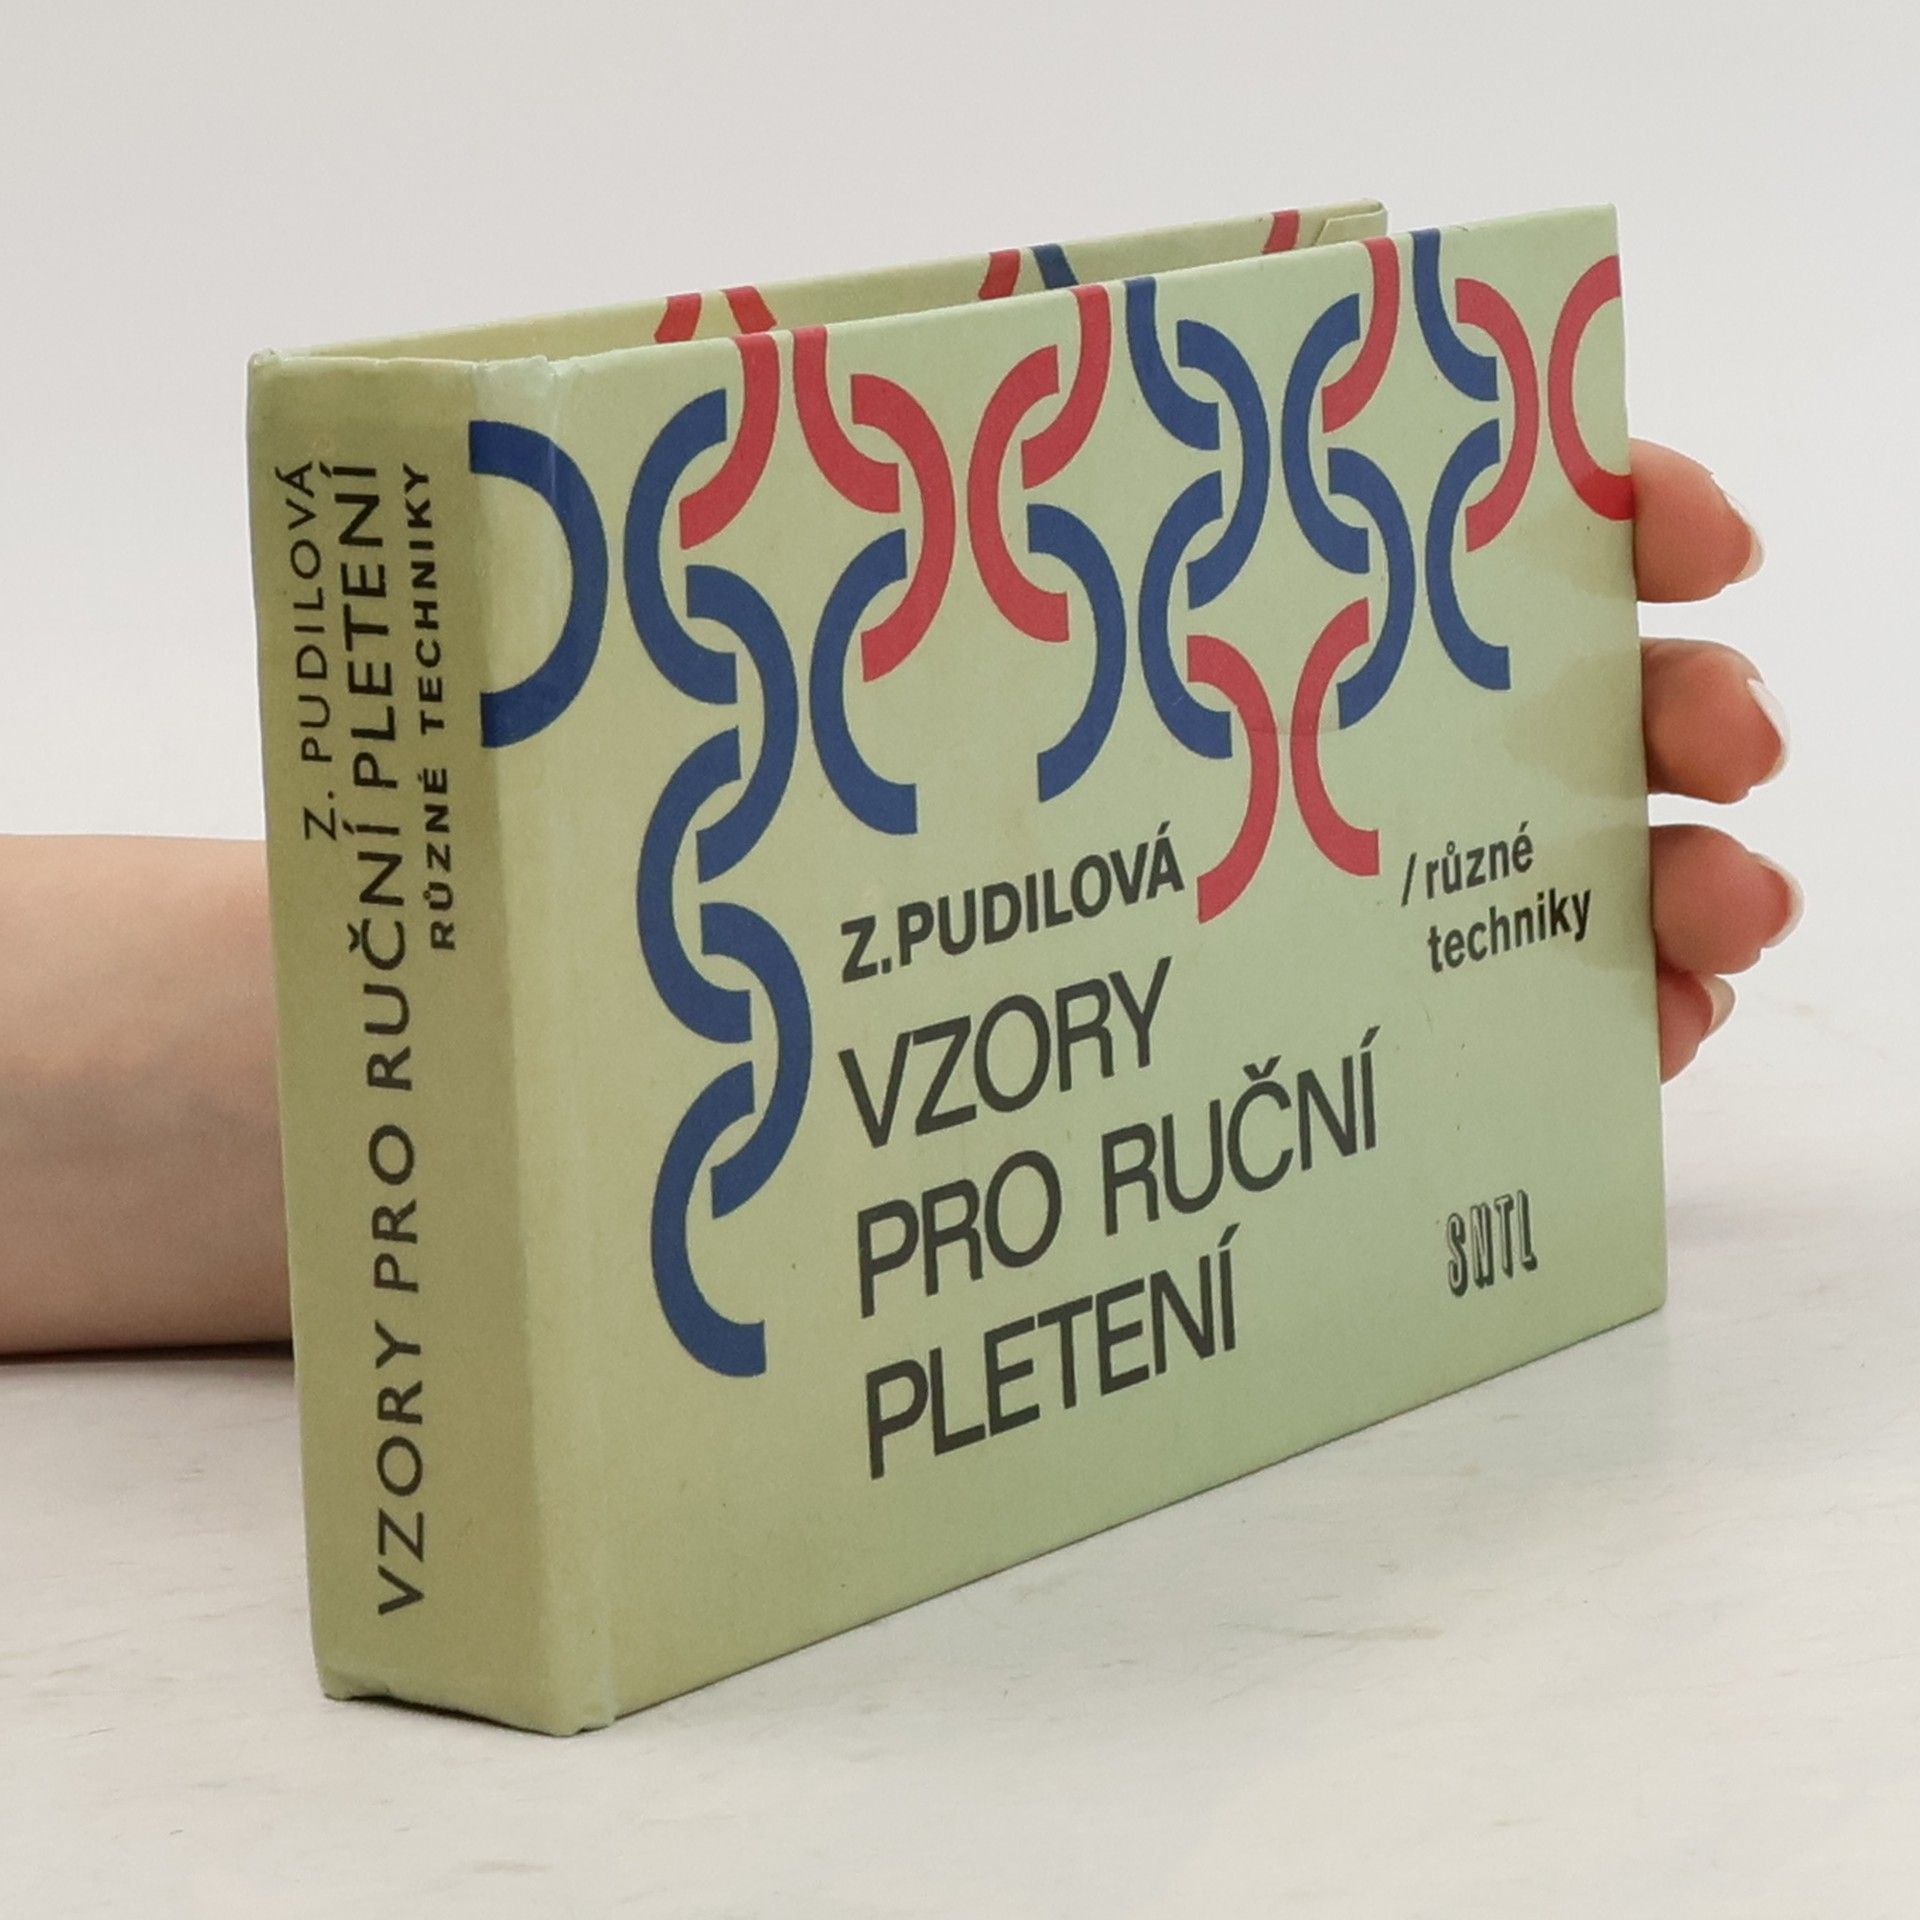 Z. PUDILOVÁ
VZORY PRO RUČNÍ PLETENÍ
RŮZNÉ TECHNIKY
Z.PUDILOVÁ
VZORY
PRO RUČNÍ
PLETENÍ
/různé
techniky
SNTL